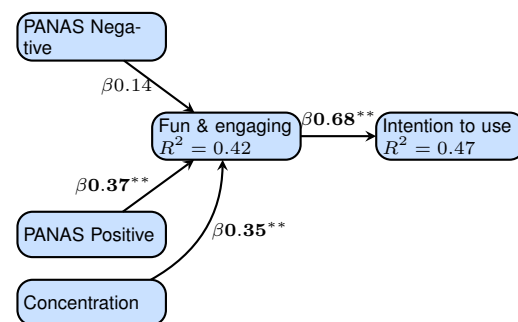 PANAS Nega-
tive
β0.14
Fun & engaging
R² = 0.42
β0.68**
Intention to use
R² = 0.47
β0.37**
PANAS Positive
β0.35**
Concentration